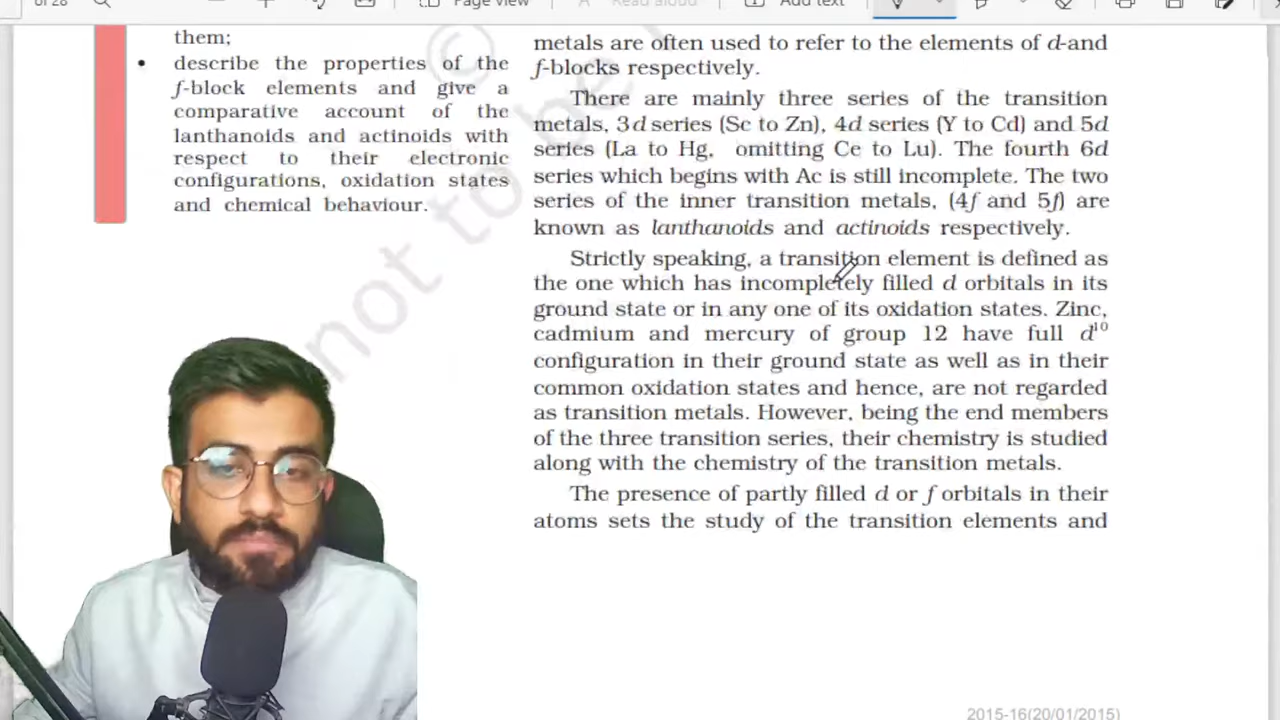 of 28
Page view
Read aloud
Add text
them;
• describe the properties of the
f-block elements and give a
comparative account of the
lanthanoids and actinoids with
respect to their electronic
configurations, oxidation states
and chemical behaviour.
metals are often used to refer to the elements of d-and
f-blocks respectively.
There are mainly three series of the transition
metals, 3d series (Sc to Zn), 4d series (Y to Cd) and 5d
series (La to Hg, omitting Ce to Lu). The fourth 6d
series which begins with Ac is still incomplete. The two
series of the inner transition metals, (4f and 5f) are
known as lanthanoids and actinoids respectively.
Strictly speaking, a transition element is defined as
the one which has incompletely filled d orbitals in its
ground state or in any one of its oxidation states. Zinc,
cadmium and mercury of group 12 have full d¹⁰
configuration in their ground state as well as in their
common oxidation states and hence, are not regarded
as transition metals. However, being the end members
of the three transition series, their chemistry is studied
along with the chemistry of the transition metals.
The presence of partly filled d or f orbitals in their
atoms sets the study of the transition elements and
2015-16(20/01/2015)
© not to be